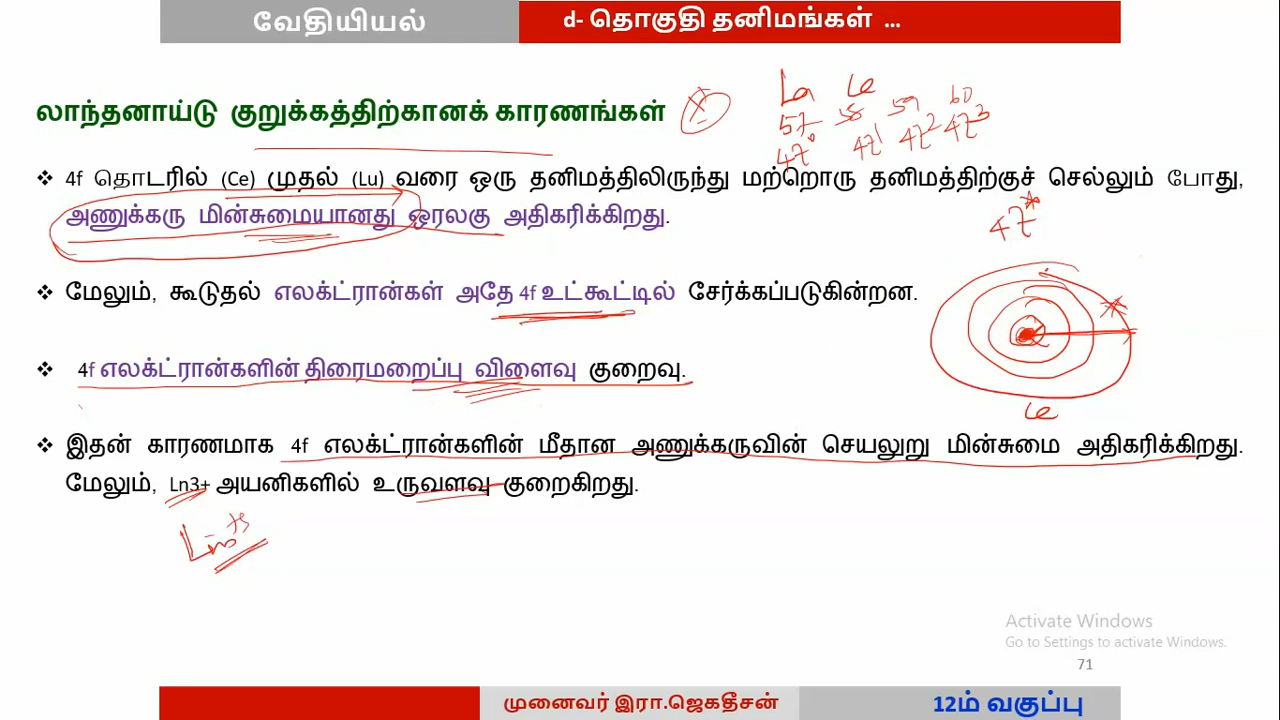 வேதியியல்
d- தொகுதி தனிமங்கள் ...
லாந்தனாய்டு குறுக்கத்திற்கானக் காரணங்கள்
La Ce
57 58 59 60
4f⁰ 4f¹ 4f² 4f³
❖ 4f தொடரில் (Ce) முதல் (Lu) வரை ஒரு தனிமத்திலிருந்து மற்றொரு தனிமத்திற்குச் செல்லும் போது,
அணுக்கரு மின்சுமையானது ஓரலகு அதிகரிக்கிறது.
4f
❖ மேலும், கூடுதல் எலக்ட்ரான்கள் அதே 4f உட்கூட்டில் சேர்க்கப்படுகின்றன.
❖ 4f எலக்ட்ரான்களின் திரைமறைப்பு விளைவு குறைவு.
Ce
❖ இதன் காரணமாக 4f எலக்ட்ரான்களின் மீதான அணுக்கருவின் செயலுறு மின்சுமை அதிகரிக்கிறது.
மேலும், Ln3+ அயனிகளில் உருவளவு குறைகிறது.
Activate Windows
Go to Settings to activate Windows.
71
முனைவர் இரா.ஜெகதீசன்
12ம் வகுப்பு